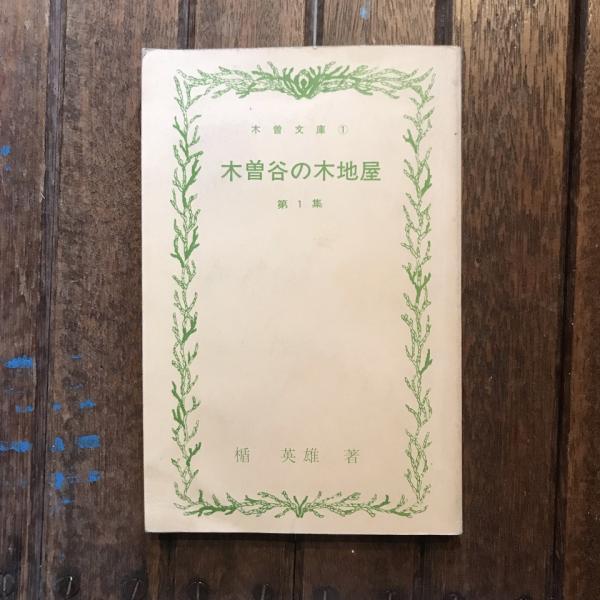 木曽文庫①
木曽谷の木地屋
第1集
楯 英雄 著